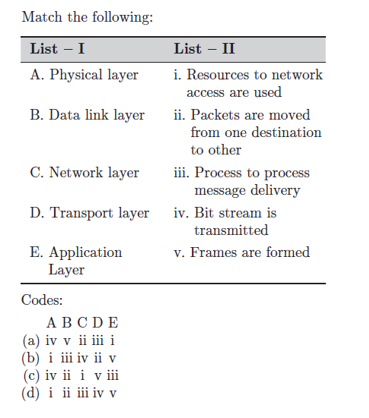 Match the following:
List – I List – II
A. Physical layer i. Resources to network
access are used
B. Data link layer ii. Packets are moved
from one destination
to other
C. Network layer iii. Process to process
message delivery
D. Transport layer iv. Bit stream is
transmitted
E. Application v. Frames are formed
Layer
Codes:
A B C D E
(a) iv v ii iii i
(b) i iii iv ii v
(c) iv ii i v iii
(d) i ii iii iv v